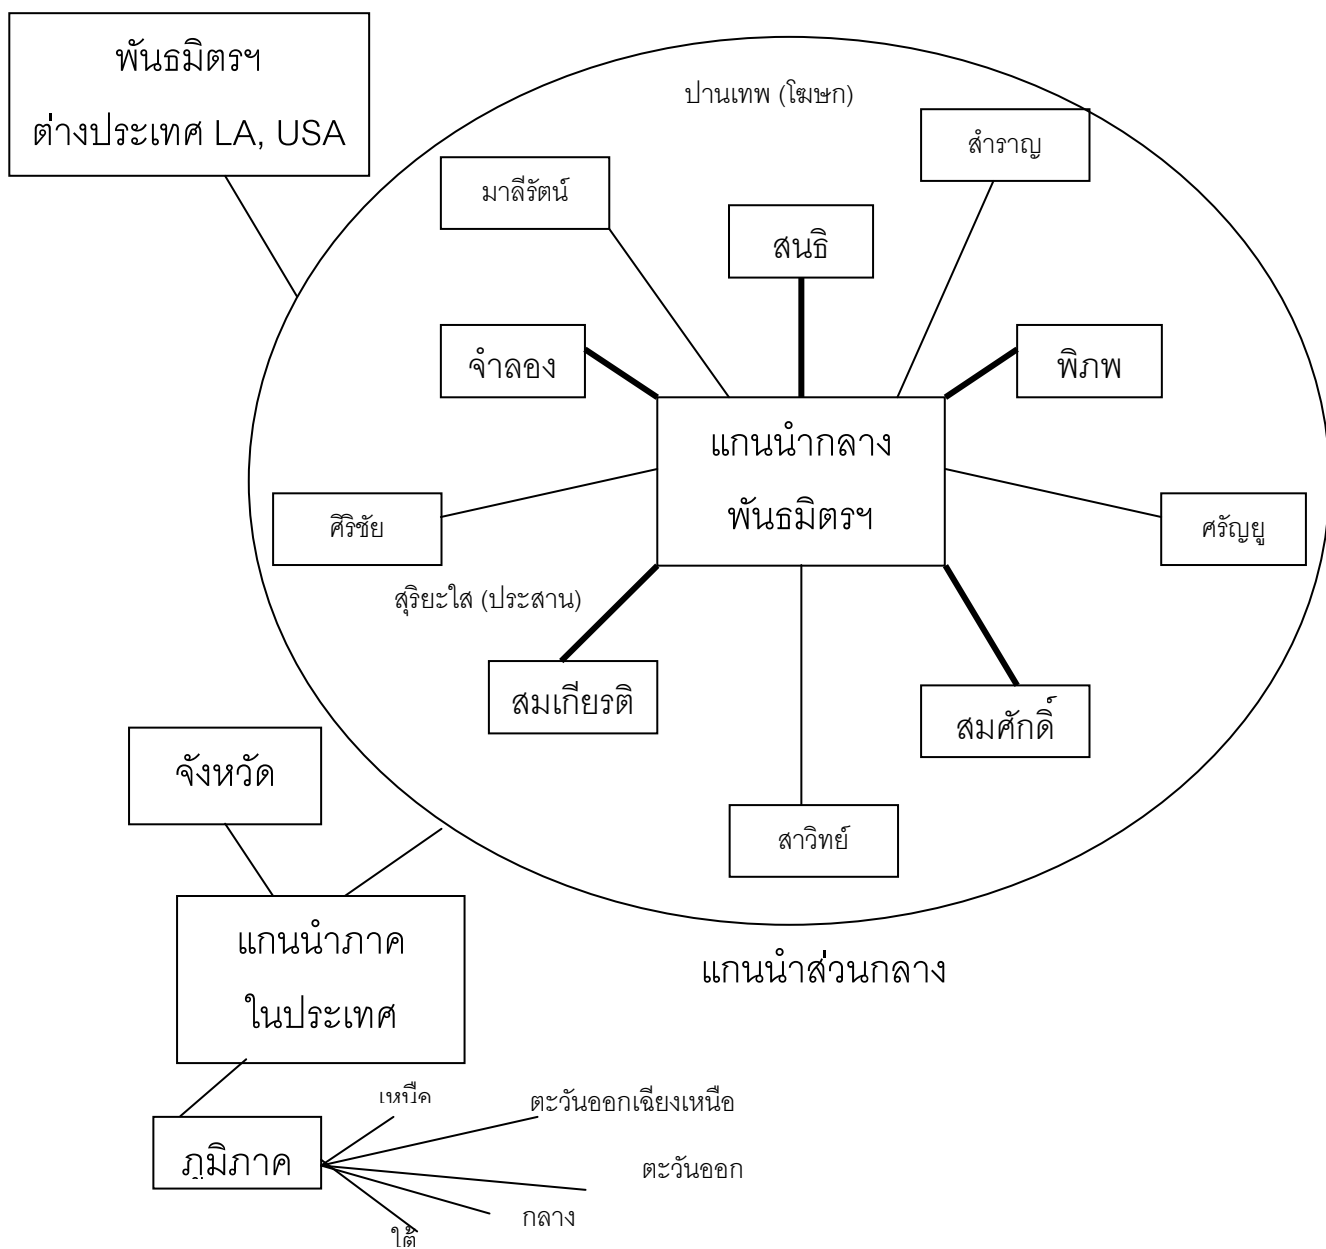 พันธมิตรฯ
ต่างประเทศ LA, USA
ปานเทพ (โฆษก)
สำราญ
มาลีรัตน์
สนธิ
จำลอง
พิภพ
แกนนำกลาง
พันธมิตรฯ
ศิริชัย
ศรัญยู
สุริยะใส (ประสาน)
สมเกียรติ
สมศักดิ์
จังหวัด
สาวิทย์
แกนนำภาค
ในประเทศ
แกนนำส่วนกลาง
เหนือ
ตะวันออกเฉียงเหนือ
ภูมิภาค
ตะวันออก
กลาง
ใต้